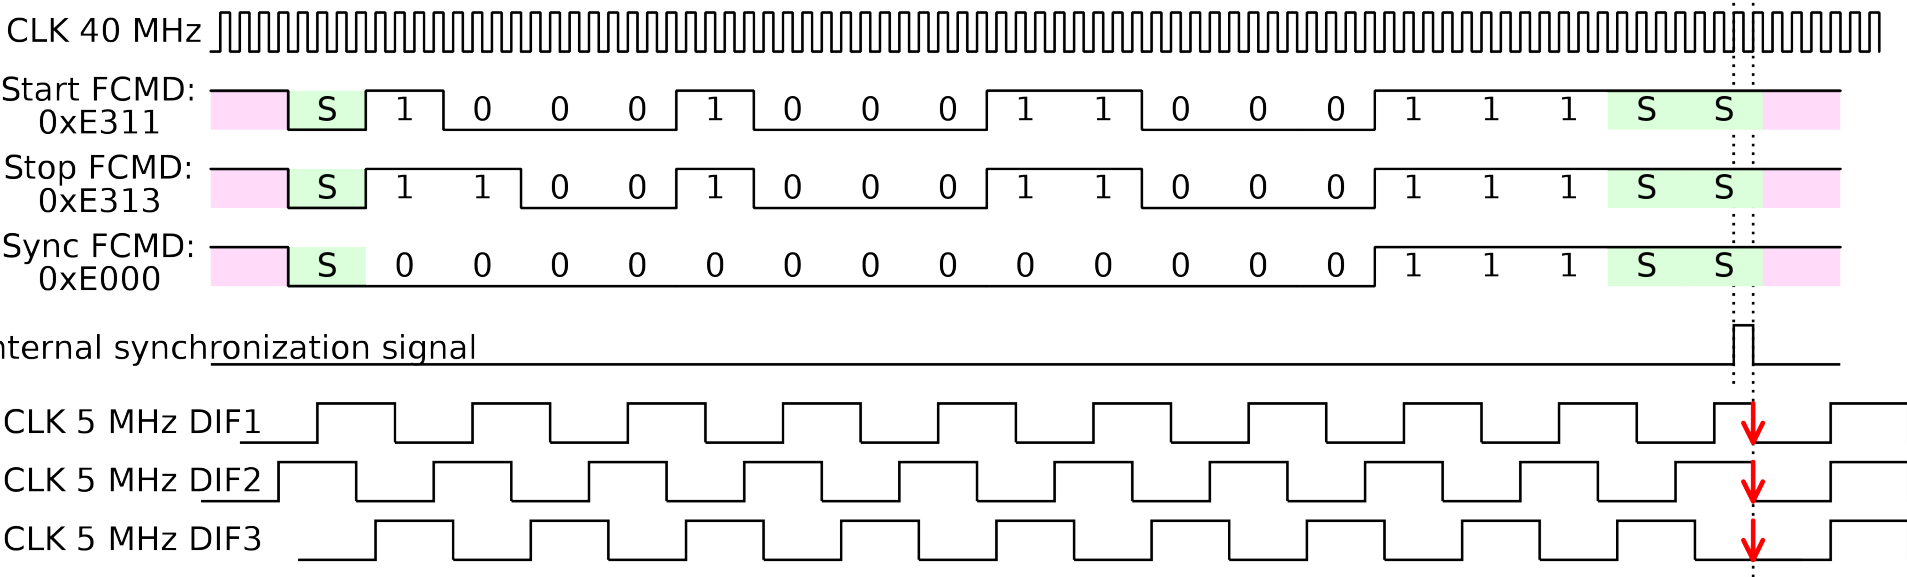 CLK 40 MHz
Start FCMD:
0xE311
S 1 0 0 0 1 0 0 0 1 1 0 0 0 1 1 1 S S
Stop FCMD:
0xE313
S 1 1 0 0 1 0 0 0 1 1 0 0 0 1 1 1 S S
Sync FCMD:
0xE000
S 0 0 0 0 0 0 0 0 0 0 0 0 0 1 1 1 S S
nternal synchronization signal
CLK 5 MHz DIF1
CLK 5 MHz DIF2
CLK 5 MHz DIF3